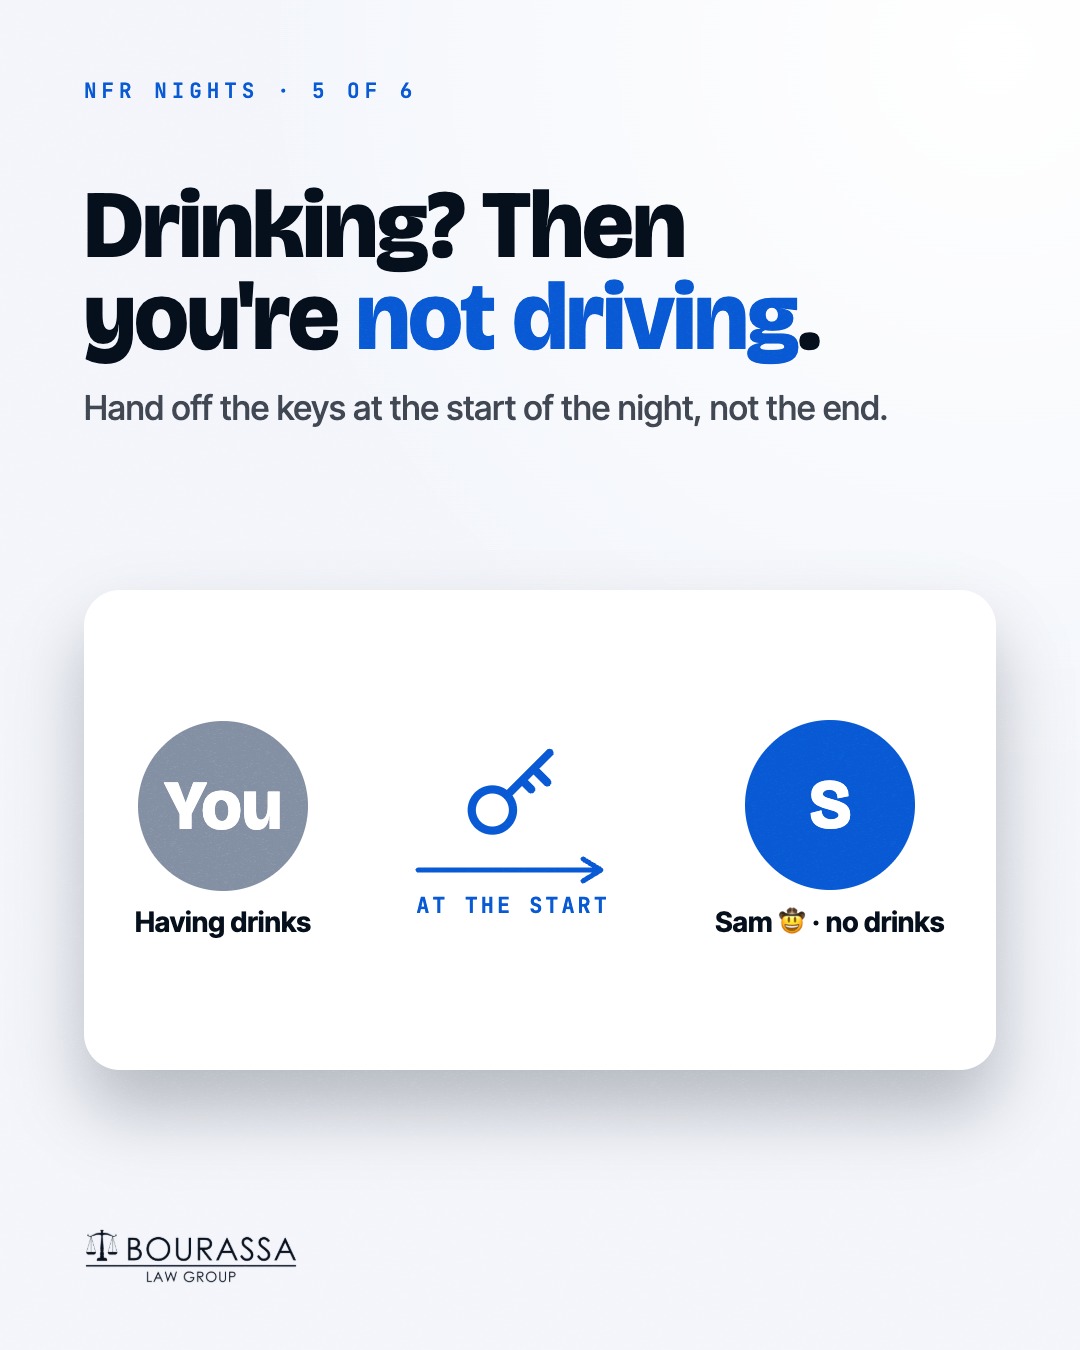 NFR NIGHTS · 5 OF 6
Drinking? Then
you're not driving.
Hand off the keys at the start of the night, not the end.
You
S
AT THE START
Having drinks
Sam 🤠 · no drinks
BOURASSA
LAW GROUP